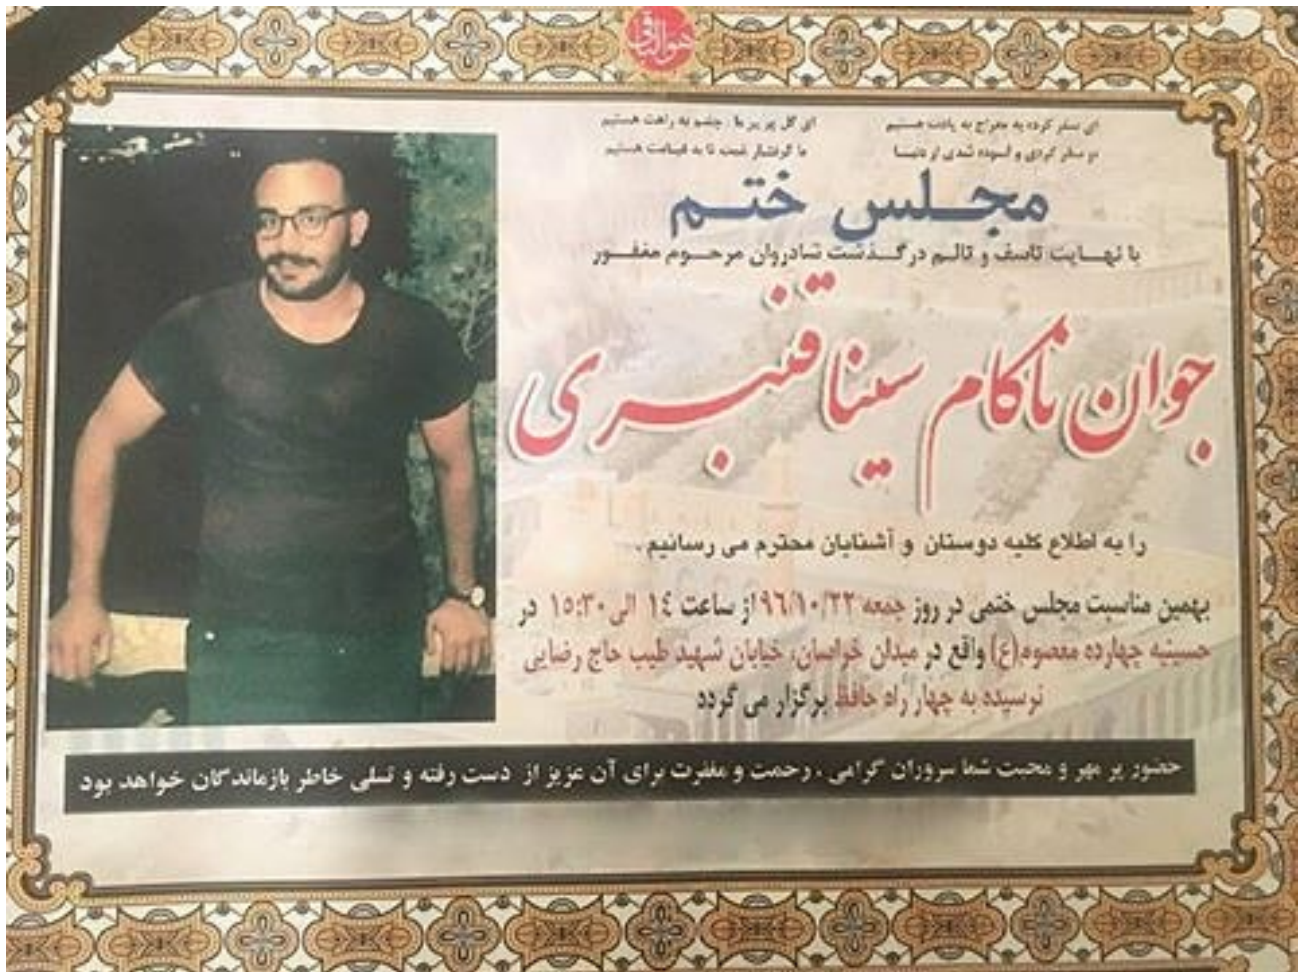 هوالباقی
ای سفر کرده به معراج به یادت هستیم
ای گل پرپر ما ، چشم به راهت هستیم
تو سفر کردی و آسوده شدی از دنیا
ما گرفتار غمت تا به قیامت هستیم
مجلس ختم
با نهایت تاسف و تالم درگذشت شادروان مرحوم مغفور
جوان ناکام سینا قنبری
را به اطلاع کلیه دوستان و آشنایان محترم می رسانیم .
بهمین مناسبت مجلس ختمی در روز جمعه ۹٦/۱۰/۲۲ از ساعت ۱٤ الی ۱۵:۳۰ در
حسینیه چهارده معصوم(ع) واقع در میدان خراسان، خیابان شهید طیب حاج رضایی
نرسیده به چهار راه حافظ برگزار می گردد
حضور پر مهر و محبت شما سروران گرامی ، رحمت و مغفرت برای آن عزیز از دست رفته و تسلی خاطر بازماندگان خواهد بود